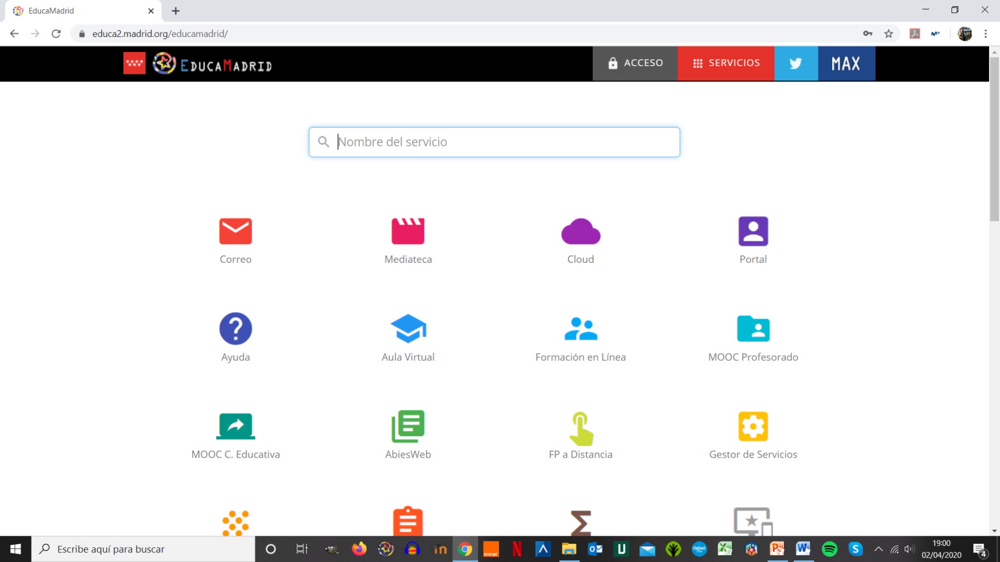 EducaMadrid
educa2.madrid.org/educamadrid/
EDUCAMADRID
ACCESO
SERVICIOS
MAX
Nombre del servicio
Correo
Mediateca
Cloud
Portal
Ayuda
Aula Virtual
Formación en Línea
MOOC Profesorado
MOOC C. Educativa
AbiesWeb
FP a Distancia
Gestor de Servicios
Escribe aquí para buscar
19:00
02/04/2020
4